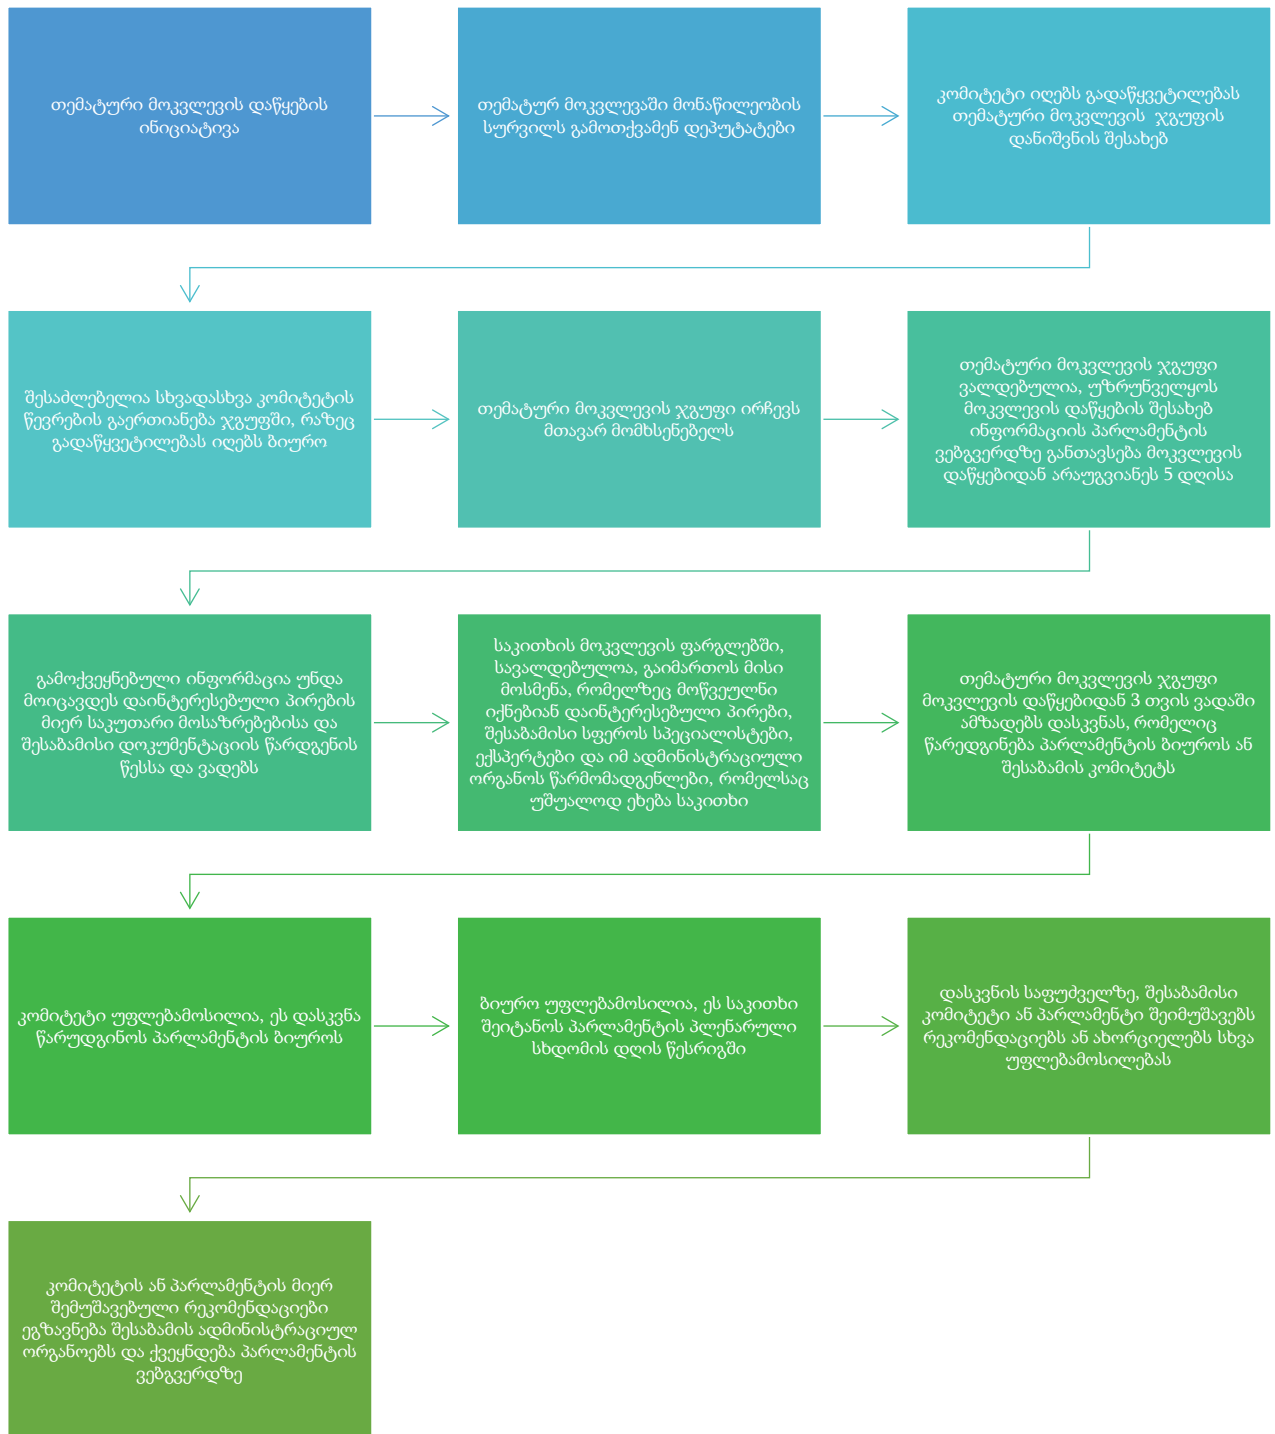 თემატური მოკვლევის დაწყების
ინიციატივა
თემატურ მოკვლევაში მონაწილეობის
სურვილს გამოთქვამენ დეპუტატები
კომიტეტი იღებს გადაწყვეტილებას
თემატური მოკვლევის ჯგუფის
დანიშვნის შესახებ
შესაძლებელია სხვადასხვა კომიტეტის
წევრების გაერთიანება ჯგუფში, რაზეც
გადაწყვეტილებას იღებს ბიურო
თემატური მოკვლევის ჯგუფი ირჩევს
მთავარ მომხსენებელს
თემატური მოკვლევის ჯგუფი
ვალდებულია, უზრუნველყოს
მოკვლევის დაწყების შესახებ
ინფორმაციის პარლამენტის
ვებგვერდზე განთავსება მოკვლევის
დაწყებიდან არაუგვიანეს 5 დღისა
გამოქვეყნებული ინფორმაცია უნდა
მოიცავდეს დაინტერესებული პირების
მიერ საკუთარი მოსაზრებებისა და
შესაბამისი დოკუმენტაციის წარდგენის
წესსა და ვადებს
საკითხის მოკვლევის ფარგლებში,
სავალდებულოა, გაიმართოს მისი
მოსმენა, რომელზეც მოწვეულნი
იქნებიან დაინტერესებული პირები,
შესაბამისი სფეროს სპეციალისტები,
ექსპერტები და იმ ადმინისტრაციული
ორგანოს წარმომადგენლები, რომელსაც
უშუალოდ ეხება საკითხი
თემატური მოკვლევის ჯგუფი
მოკვლევის დაწყებიდან 3 თვის ვადაში
ამზადებს დასკვნას, რომელიც
წარედგინება პარლამენტის ბიუროს ან
შესაბამის კომიტეტს
კომიტეტი უფლებამოსილია, ეს დასკვნა
წარუდგინოს პარლამენტის ბიუროს
ბიურო უფლებამოსილია, ეს საკითხი
შეიტანოს პარლამენტის პლენარული
სხდომის დღის წესრიგში
დასკვნის საფუძველზე, შესაბამისი
კომიტეტი ან პარლამენტი შეიმუშავებს
რეკომენდაციებს ან ახორციელებს სხვა
უფლებამოსილებას
კომიტეტის ან პარლამენტის მიერ
შემუშავებული რეკომენდაციები
ეგზავნება შესაბამის ადმინისტრაციულ
ორგანოებს და ქვეყნდება პარლამენტის
ვებგვერდზე